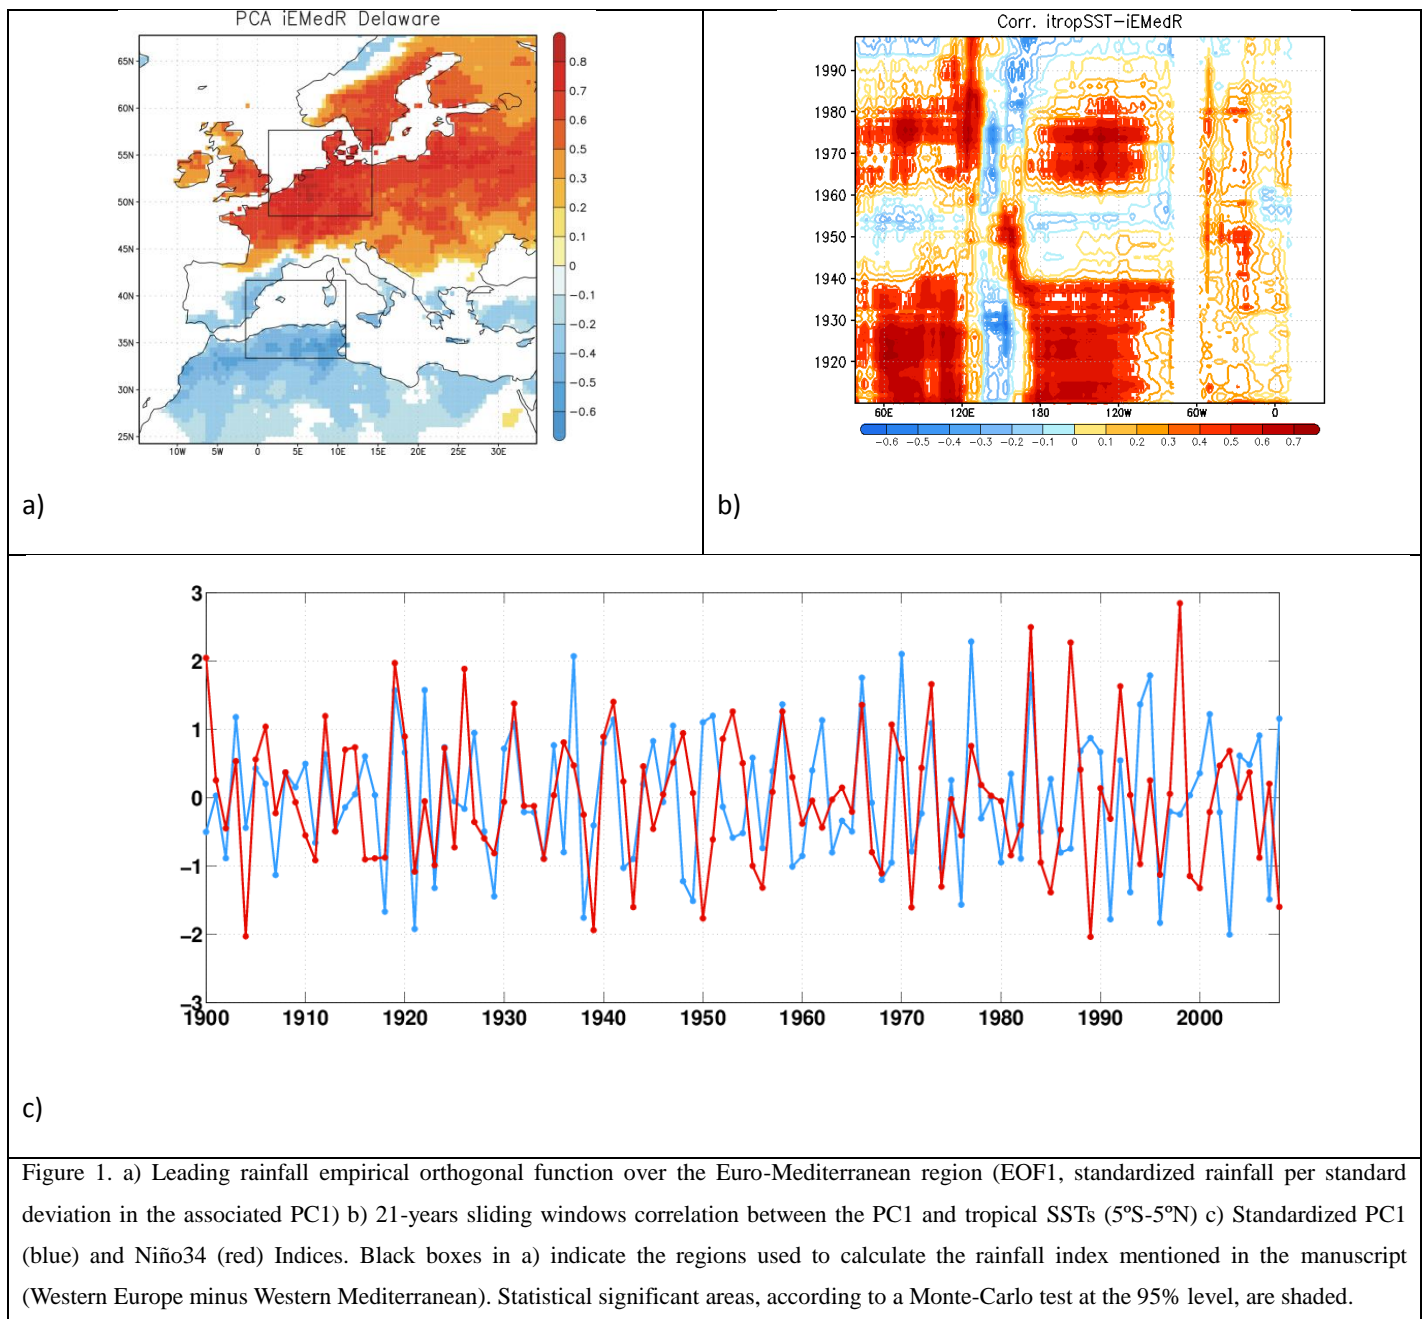 PCA iEMedR Delaware
65N
60N
55N
50N
45N
40N
35N
30N
25N
10W 5W 0 5E 10E 15E 20E 25E 30E
0.8
0.7
0.6
0.5
0.4
0.3
0.2
0.1
0
−0.1
−0.2
−0.4
−0.5
−0.6
a)
Corr. itropSST−iEMedR
1990
1980
1970
1960
1950
1940
1930
1920
60E 120E 180 120W 60W 0
−0.6 −0.5 −0.4 −0.3 −0.2 −0.1 0 0.1 0.2 0.3 0.4 0.5 0.6 0.7
b)
3
2
1
0
−1
−2
−3
1900 1910 1920 1930 1940 1950 1960 1970 1980 1990 2000
c)
Figure 1. a) Leading rainfall empirical orthogonal function over the Euro-Mediterranean region (EOF1, standardized rainfall per standard
deviation in the associated PC1) b) 21-years sliding windows correlation between the PC1 and tropical SSTs (5ºS-5ºN) c) Standardized PC1
(blue) and Niño34 (red) Indices. Black boxes in a) indicate the regions used to calculate the rainfall index mentioned in the manuscript
(Western Europe minus Western Mediterranean). Statistical significant areas, according to a Monte-Carlo test at the 95% level, are shaded.